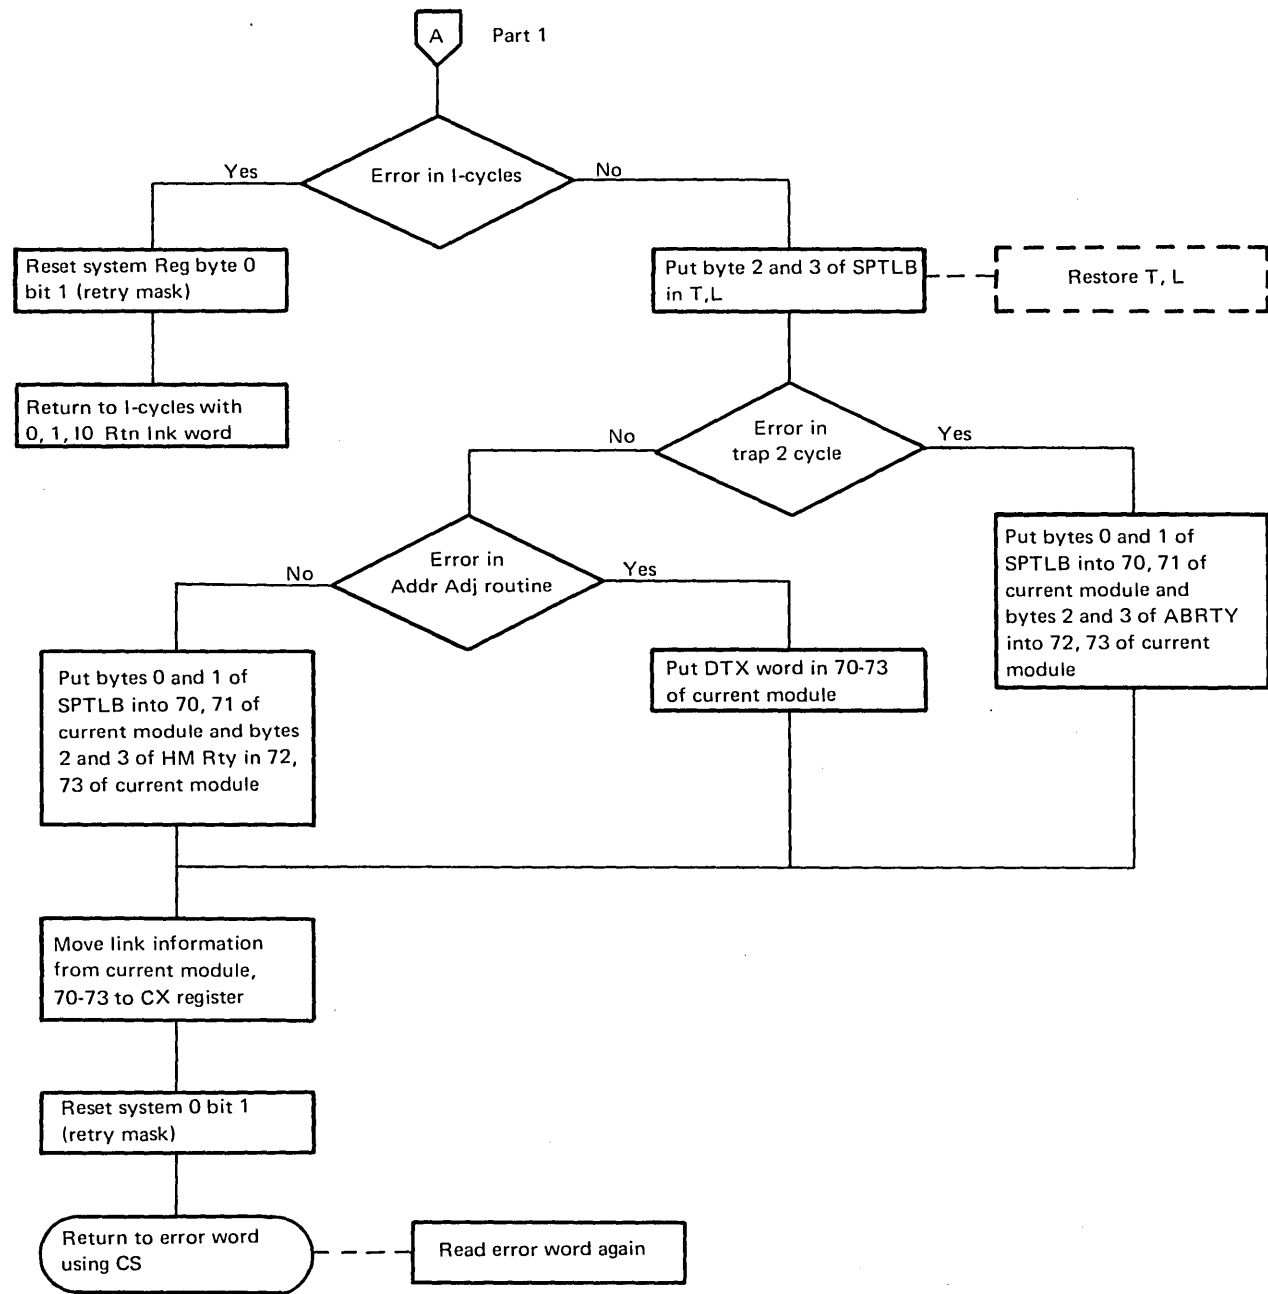 A
Part 1
Error in I-cycles
Yes
No
Reset system Reg byte 0
bit 1 (retry mask)
Put byte 2 and 3 of SPTLB
in T,L
Restore T, L
Return to I-cycles with
0, 1, I0 Rtn lnk word
Error in
trap 2 cycle
No
Yes
Error in
Addr Adj routine
No
Yes
Put bytes 0 and 1 of
SPTLB into 70, 71 of
current module and
bytes 2 and 3 of ABRTY
into 72, 73 of current
module
Put bytes 0 and 1 of
SPTLB into 70, 71 of
current module and bytes
2 and 3 of HM Rty in 72,
73 of current module
Put DTX word in 70-73
of current module
Move link information
from current module,
70-73 to CX register
Reset system 0 bit 1
(retry mask)
Return to error word
using CS
Read error word again